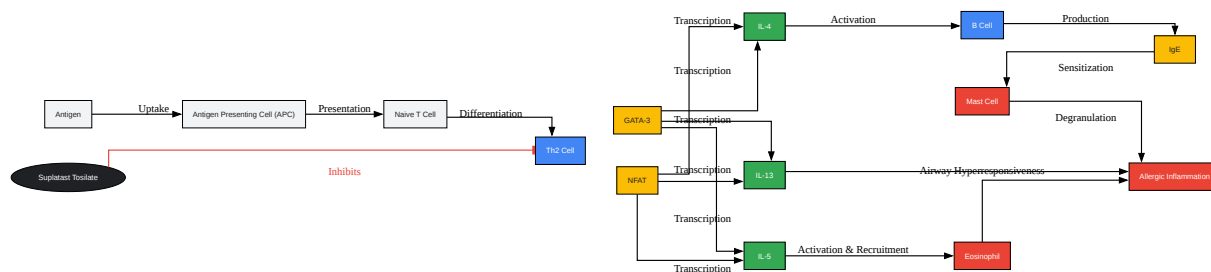 Antigen
Uptake
Antigen Presenting Cell (APC)
Presentation
Naive T Cell
Differentiation
Th2 Cell
Suplatast Tosilate
Inhibits
GATA-3
NFAT
Transcription
Transcription
Transcription
Transcription
Transcription
Transcription
IL-4
IL-13
IL-5
Activation
B Cell
Production
IgE
Sensitization
Mast Cell
Degranulation
Airway Hyperresponsiveness
Allergic Inflammation
Activation & Recruitment
Eosinophil